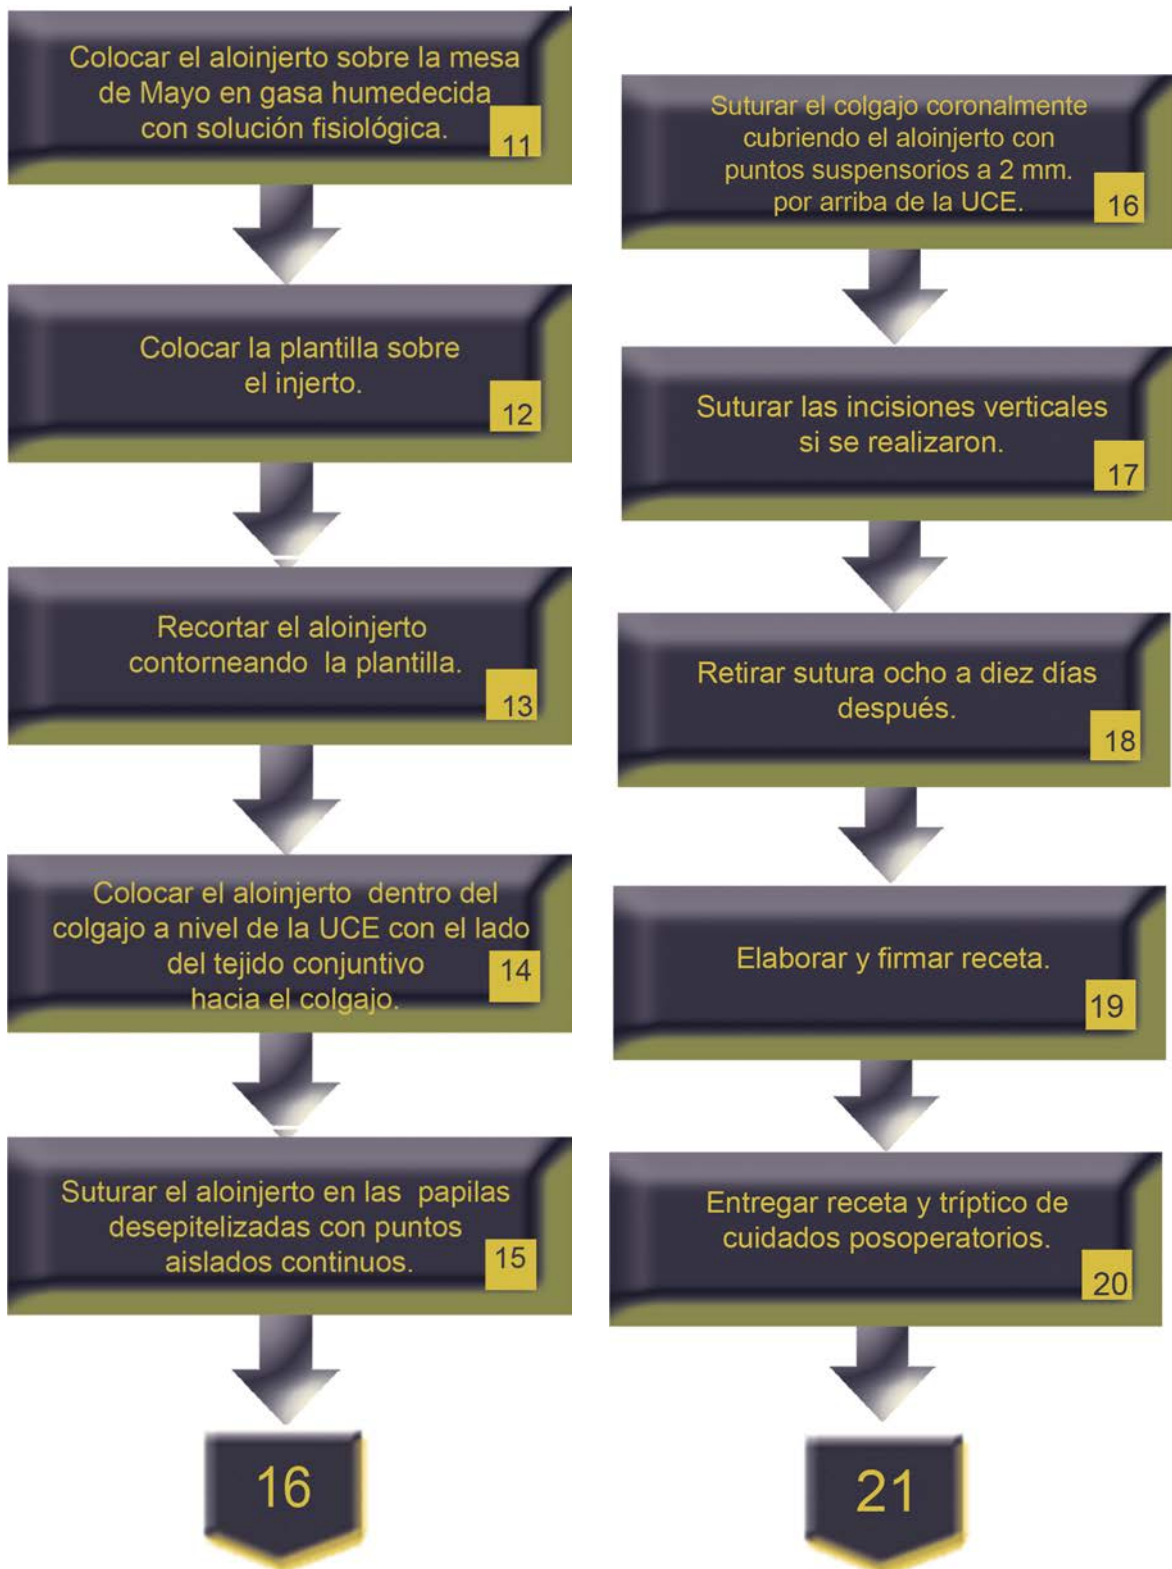 Colocar el aloinjerto sobre la mesa
de Mayo en gasa humedecida
con solución fisiológica.
11
Colocar la plantilla sobre
el injerto.
12
Recortar el aloinjerto
contorneando la plantilla.
13
Colocar el aloinjerto dentro del
colgajo a nivel de la UCE con el lado
del tejido conjuntivo
hacia el colgajo.
14
Suturar el aloinjerto en las papilas
desepitelizadas con puntos
aislados continuos.
15
16
Suturar el colgajo coronalmente
cubriendo el aloinjerto con
puntos suspensorios a 2 mm.
por arriba de la UCE.
16
Suturar las incisiones verticales
si se realizaron.
17
Retirar sutura ocho a diez días
después.
18
Elaborar y firmar receta.
19
Entregar receta y tríptico de
cuidados posoperatorios.
20
21